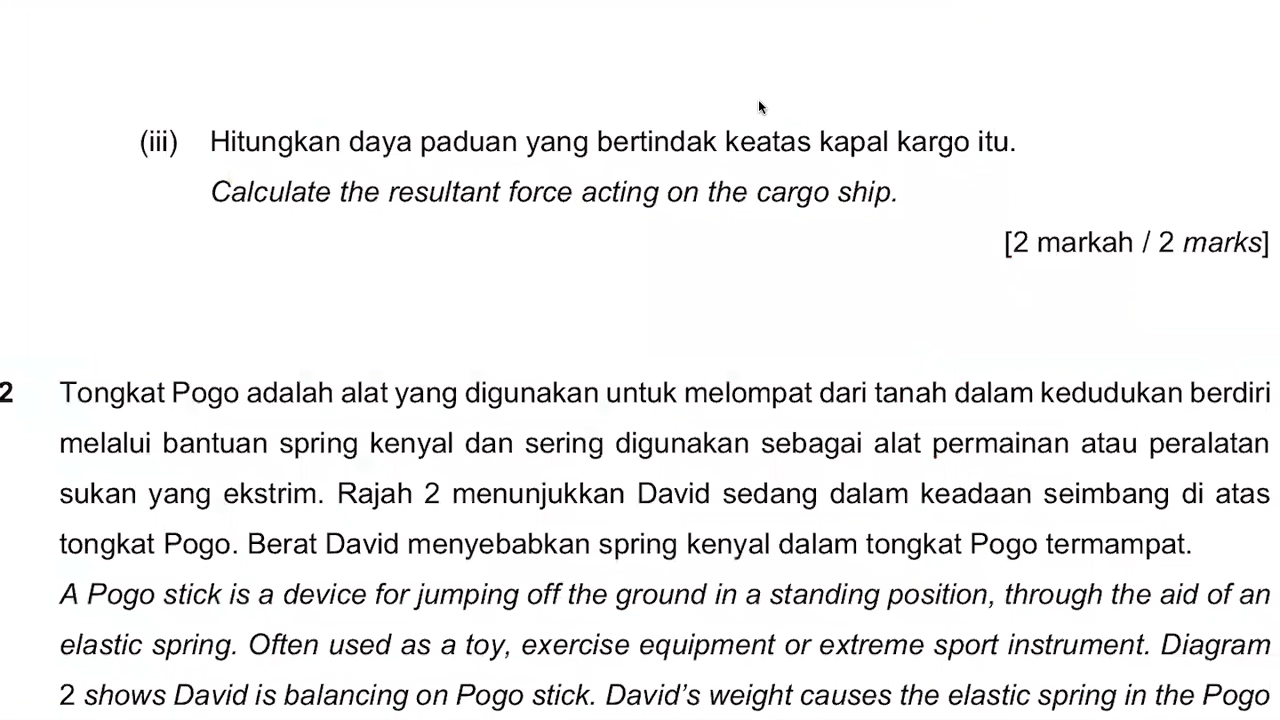 (iii) Hitungkan daya paduan yang bertindak keatas kapal kargo itu.
Calculate the resultant force acting on the cargo ship.
[2 markah / 2 marks]
2 Tongkat Pogo adalah alat yang digunakan untuk melompat dari tanah dalam kedudukan berdiri
melalui bantuan spring kenyal dan sering digunakan sebagai alat permainan atau peralatan
sukan yang ekstrim. Rajah 2 menunjukkan David sedang dalam keadaan seimbang di atas
tongkat Pogo. Berat David menyebabkan spring kenyal dalam tongkat Pogo termampat.
A Pogo stick is a device for jumping off the ground in a standing position, through the aid of an
elastic spring. Often used as a toy, exercise equipment or extreme sport instrument. Diagram
2 shows David is balancing on Pogo stick. David's weight causes the elastic spring in the Pogo